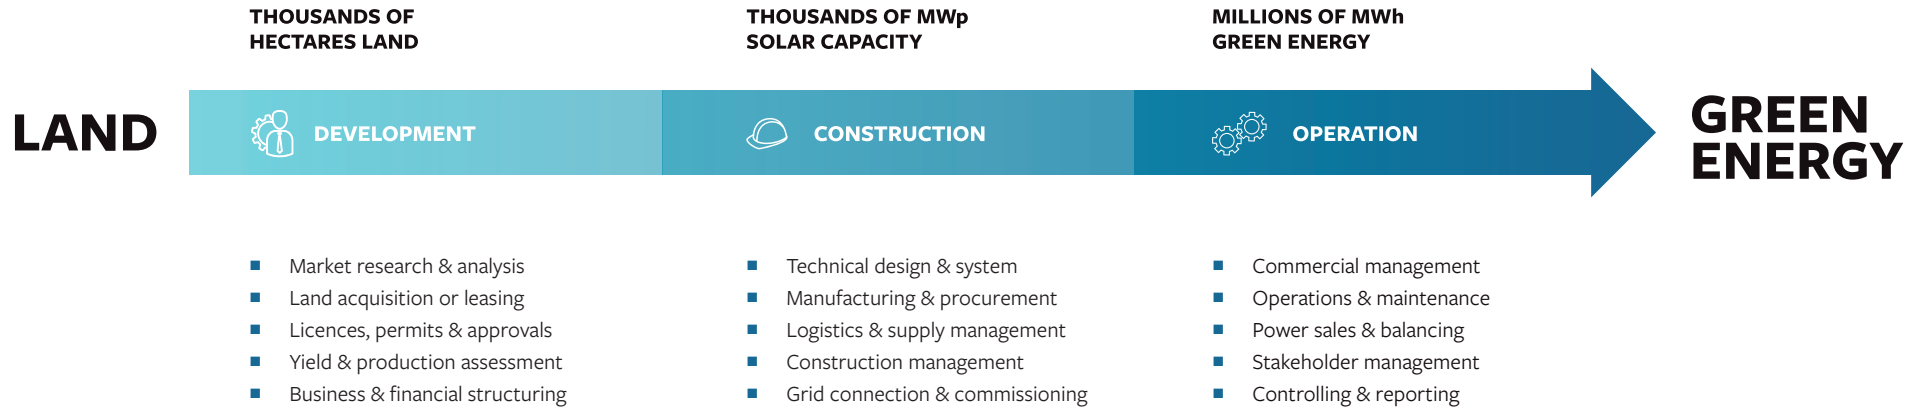 THOUSANDS OF
HECTARES LAND
THOUSANDS OF MWp
SOLAR CAPACITY
MILLIONS OF MWh
GREEN ENERGY
LAND
DEVELOPMENT
CONSTRUCTION
OPERATION
GREEN
ENERGY
Market research & analysis
Land acquisition or leasing
Licences, permits & approvals
Yield & production assessment
Business & financial structuring
Technical design & system
Manufacturing & procurement
Logistics & supply management
Construction management
Grid connection & commissioning
Commercial management
Operations & maintenance
Power sales & balancing
Stakeholder management
Controlling & reporting